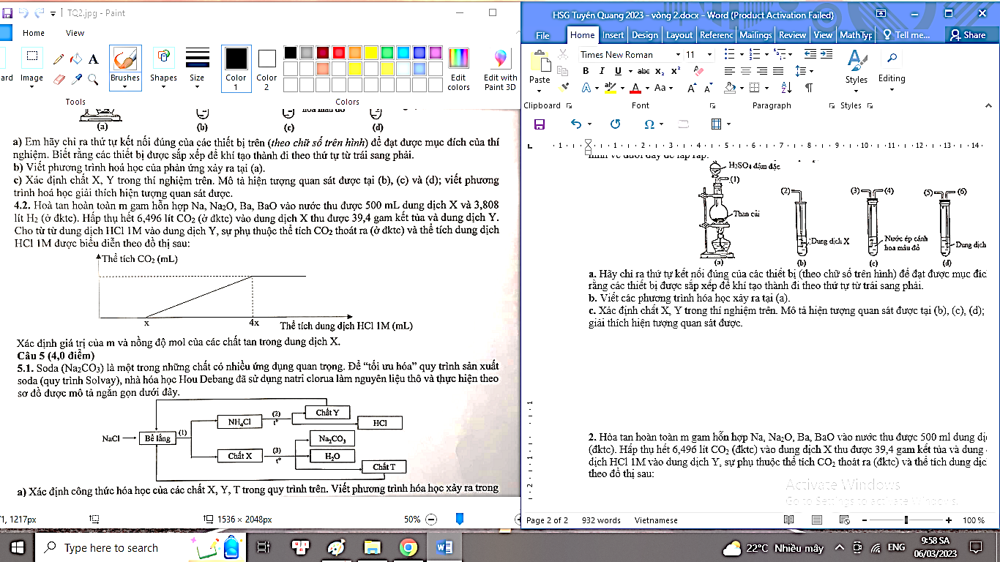 TQ2.jpg - Paint
Home View
Image
Brushes
Shapes
Size
Color 1
Color 2
Edit colors
Edit with Paint 3D
Tools
Colors
(a) (b) (c) (d)
a) Em hãy chỉ ra thứ tự kết nối đúng của các thiết bị trên (theo chữ số trên hình) để đạt được mục đích của thí
nghiệm. Biết rằng các thiết bị được sắp xếp để khí tạo thành đi theo thứ tự từ trái sang phải.
b) Viết phương trình hoá học của phản ứng xảy ra tại (a).
c) Xác định chất X, Y trong thí nghiệm trên. Mô tả hiện tượng quan sát được tại (b), (c) và (d); viết phương
trình hoá học giải thích hiện tượng quan sát được.
4.2. Hoà tan hoàn toàn m gam hỗn hợp Na, Na2O, Ba, BaO vào nước thu được 500 mL dung dịch X và 3,808
lít H2 (ở đktc). Hấp thụ hết 6,496 lít CO2 (ở đktc) vào dung dịch X thu được 39,4 gam kết tủa và dung dịch Y.
Cho từ từ dung dịch HCl 1M vào dung dịch Y, sự phụ thuộc thể tích CO2 thoát ra (ở đktc) và thể tích dung dịch
HCl 1M được biểu diễn theo đồ thị sau:
Thể tích CO2 (mL)
x 4x Thể tích dung dịch HCl 1M (mL)
Xác định giá trị của m và nồng độ mol của các chất tan trong dung dịch X.
Câu 5 (4,0 điểm)
5.1. Soda (Na2CO3) là một trong những chất có nhiều ứng dụng quan trọng. Để “tối ưu hóa” quy trình sản xuất
soda (quy trình Solvay), nhà hóa học Hou Debang đã sử dụng natri clorua làm nguyên liệu thô và thực hiện theo
sơ đồ được mô tả ngắn gọn dưới đây.
NaCl
Bể lắng
(1)
NH4Cl
(2)
t°
Chất Y
HCl
Chất X
(3)
t°
Na2CO3
H2O
Chất T
a) Xác định công thức hóa học của các chất X, Y, T trong quy trình trên. Viết phương trình hóa học xảy ra trong
1, 1217px
1536 × 2048px
50%
HSG Tuyên Quang 2023 - vòng 2.docx - Word (Product Activation Failed)
File Home Insert Design Layout Referenc Mailings Review View MathTyp Tell me... Share
Paste
Times New Roman 11
Styles
Editing
Clipboard Font Paragraph Styles
1 1 2 3 4 5 6 7 8 9 10 11 12 13 14
hình vẽ dưới đây để lắp ráp:
H2SO4 đậm đặc
(1)
Than củi
(a)
(2)
Dung dịch X
(b)
(3) (4)
Nước ép cánh
hoa màu đỏ
(c)
(5) (6)
Dung dịch
(d)
a. Hãy chỉ ra thứ tự kết nối đúng của các thiết bị (theo chữ số trên hình) để đạt được mục đíc
rằng các thiết bị được sắp xếp để khí tạo thành đi theo thứ tự từ trái sang phải.
b. Viết các phương trình hóa học xảy ra tại (a).
c. Xác định chất X, Y trong thí nghiệm trên. Mô tả hiện tượng quan sát được tại (b), (c), (d);
giải thích hiện tượng quan sát được.
2. Hòa tan hoàn toàn m gam hỗn hợp Na, Na2O, Ba, BaO vào nước thu được 500 ml dung dị
(đktc). Hấp thụ hết 6,496 lít CO2 (đktc) vào dung dịch X thu được 39,4 gam kết tủa và dung
dịch HCl 1M vào dung dịch Y, sự phụ thuộc thể tích CO2 thoát ra (đktc) và thể tích dung dịc
theo đồ thị sau:
Activate Windows
Go to Settings to activate Windows.
Page 2 of 2 932 words Vietnamese
100 %
Type here to search
22°C Nhiều mây
ENG
9:58 SA
06/03/2023